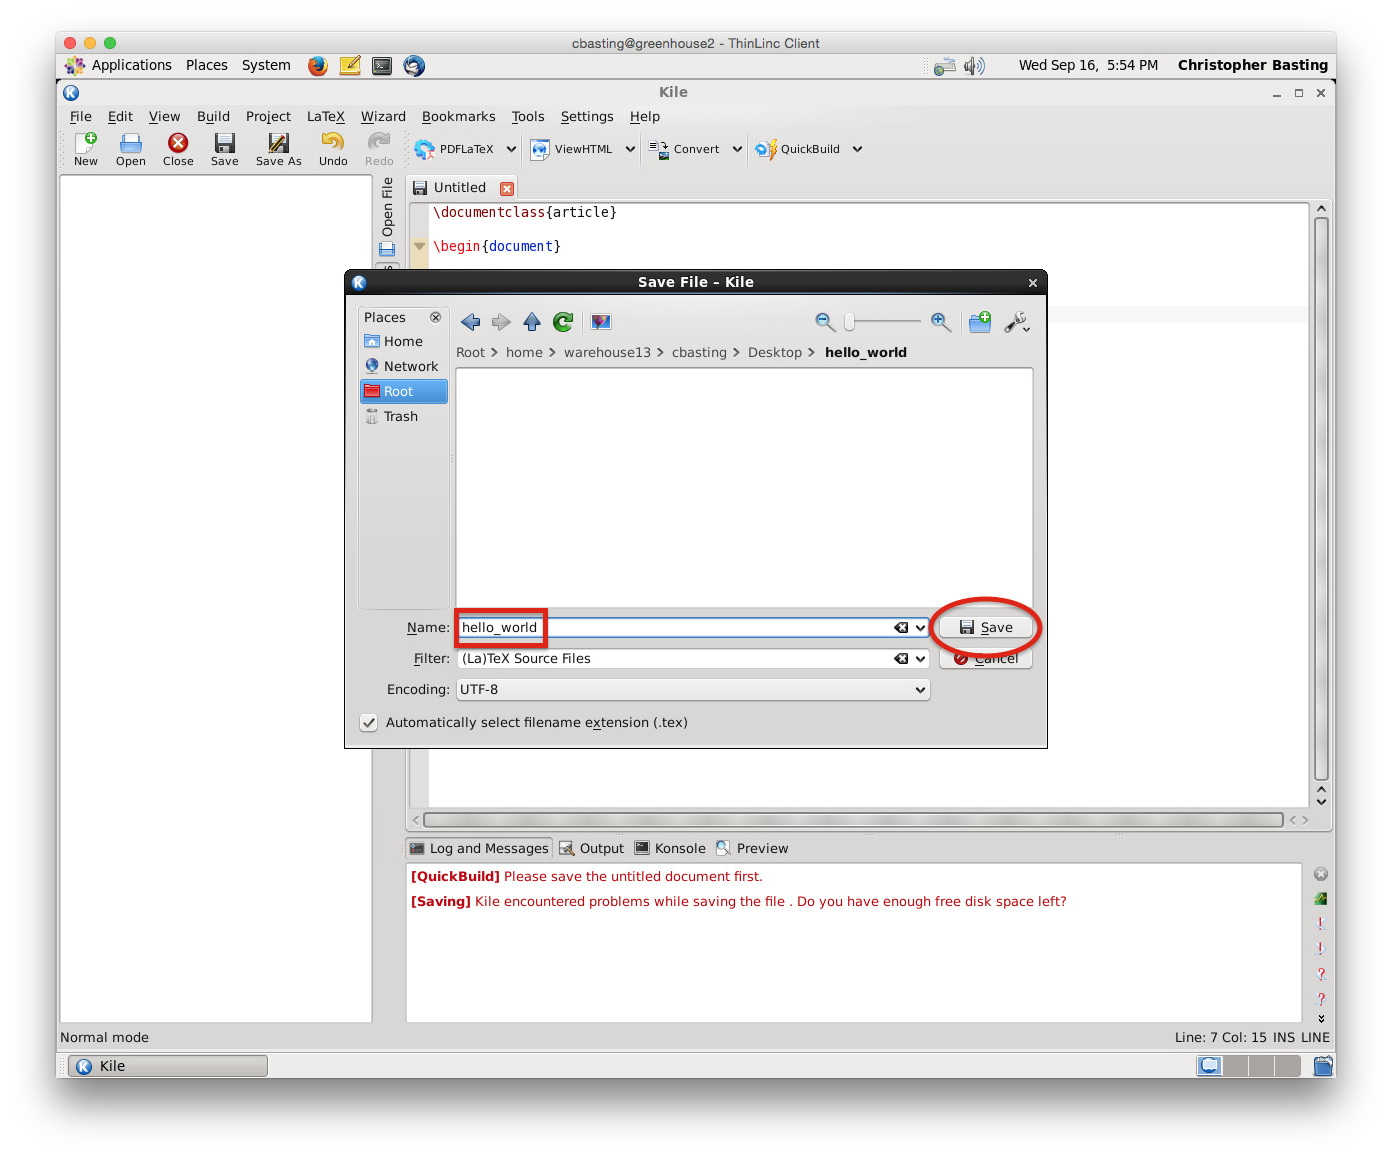 cbasting@greenhouse2 - ThinLinc Client
Applications Places System Wed Sep 16, 5:54 PM Christopher Basting
Kile
File Edit View Build Project LaTeX Wizard Bookmarks Tools Settings Help
New Open Close Save Save As Undo Redo PDFLaTeX ViewHTML Convert QuickBuild
Open File
Untitled
\documentclass{article}
\begin{document}
Save File – Kile
Places
Home
Network
Root
Trash
Root > home > warehouse13 > cbasting > Desktop > hello_world
Name: hello_world Save
Filter: (La)TeX Source Files Cancel
Encoding: UTF-8
Automatically select filename extension (.tex)
Log and Messages Output Konsole Preview
[QuickBuild] Please save the untitled document first.
[Saving] Kile encountered problems while saving the file . Do you have enough free disk space left?
Normal mode Line: 7 Col: 15 INS LINE
Kile